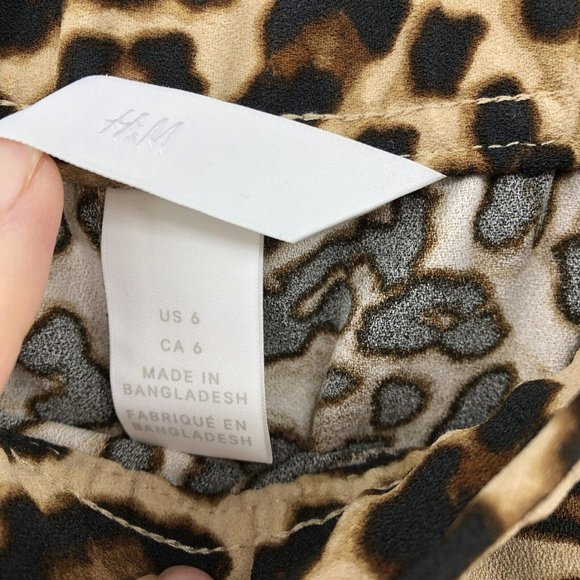 H&M
US 6
CA 6
MADE IN
BANGLADESH
FABRIQUÉ EN
BANGLADESH